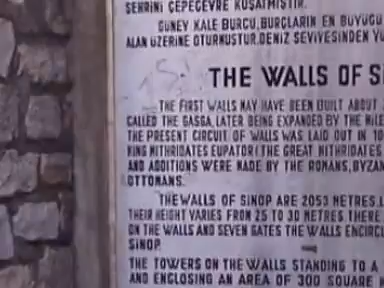 ŞEHRİNİ ÇEPEÇEVRE KUŞATMIŞTIR.
GÜNEY KALE BURCU,BURÇLARIN EN BÜYÜĞÜ
ALAN ÜZERİNE OTURMUŞTUR.DENİZ SEVİYESİNDEN
THE WALLS OF
THE FIRST WALLS MAY HAVE BEEN BUILT ABOUT
CALLED THE GASGA, LATER BEING EXPANDED BY THE
THE PRESENT CIRCUIT OF WALLS WAS LAID OUT IN
KING MITHRIDATES EUPATOR (THE GREAT MITHRIDATES
AND ADDITIONS WERE MADE BY THE ROMANS,
OTTOMANS.
THE WALLS OF SINOP ARE 2053 METRES,
THEIR HEIGHT VARIES FROM 25 TO 30 METRES. THERE
ON THE WALLS AND SEVEN GATES THE WALLS
SINOP.
THE TOWERS ON THE WALLS STANDING TO A
AND ENCLOSING AN AREA OF 300 SQUARE